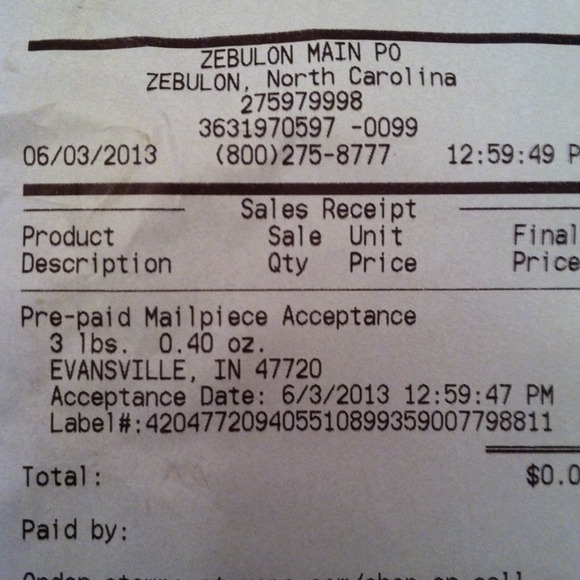 ZEBULON MAIN PO
ZEBULON, North Carolina
275979998
3631970597 -0099
06/03/2013 (800)275-8777 12:59:49 P
Sales Receipt
Product Sale Unit Final
Description Qty Price Price
Pre-paid Mailpiece Acceptance
3 lbs. 0.40 oz.
EVANSVILLE, IN 47720
Acceptance Date: 6/3/2013 12:59:47 PM
Label#:420477209405510899359007798811
Total: $0.0
Paid by: